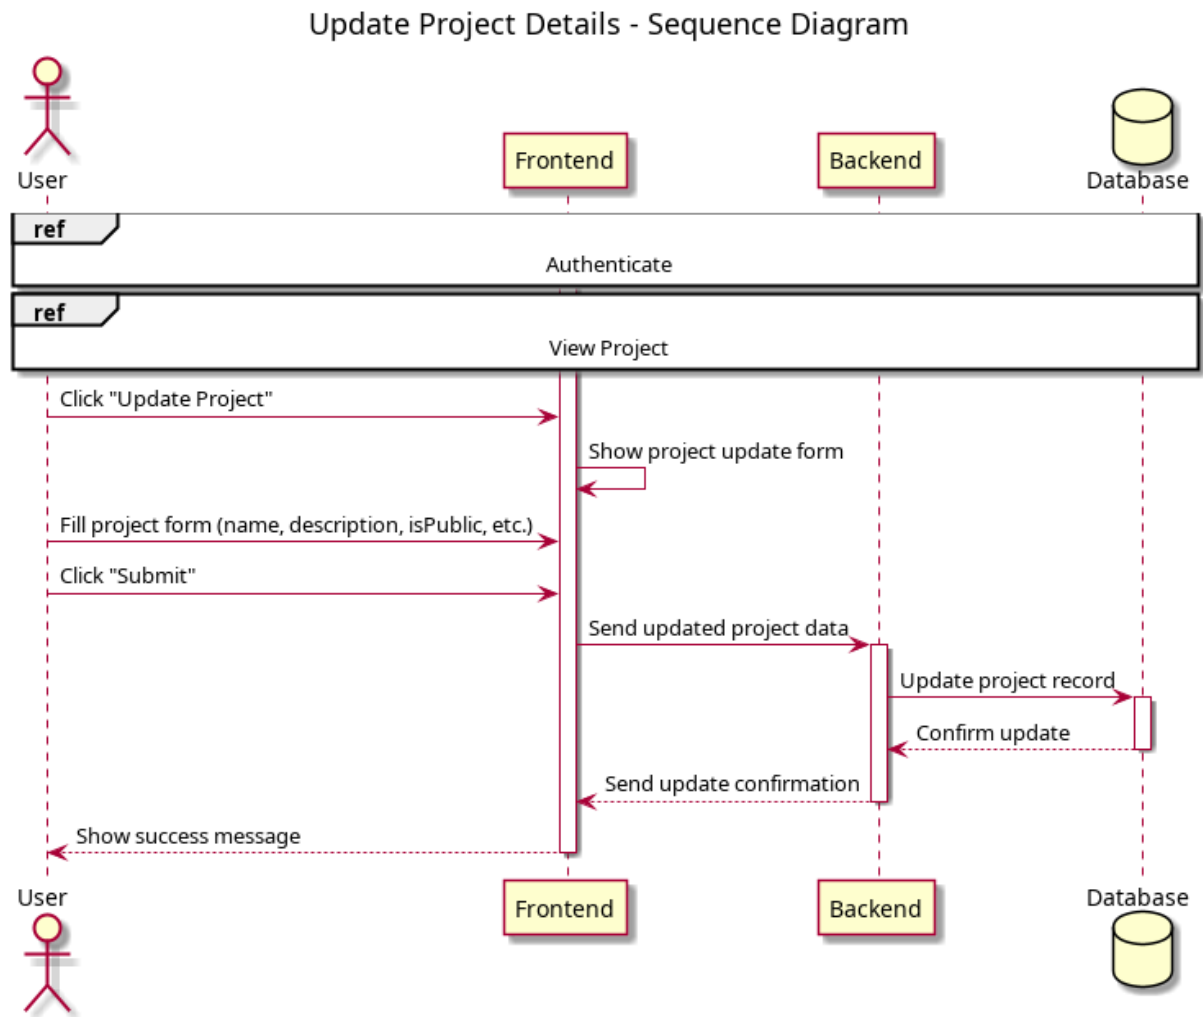 Update Project Details - Sequence Diagram
User
Frontend
Backend
Database
ref
Authenticate
ref
View Project
Click "Update Project"
Show project update form
Fill project form (name, description, isPublic, etc.)
Click "Submit"
Send updated project data
Update project record
Confirm update
Send update confirmation
Show success message
User
Frontend
Backend
Database